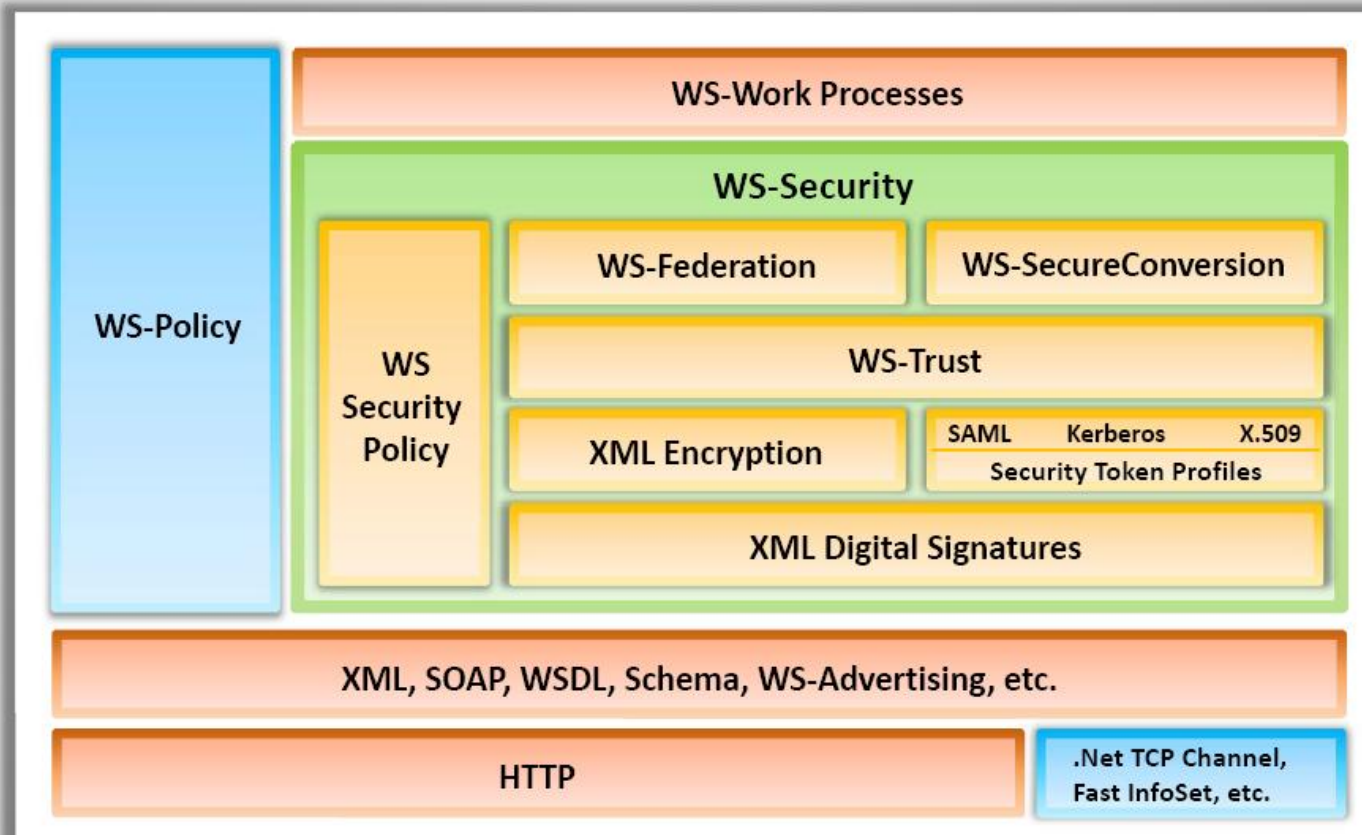 WS-Work Processes
WS-Policy
WS-Security
WS
Security
Policy
WS-Federation
WS-SecureConversion
WS-Trust
XML Encryption
SAML Kerberos X.509
Security Token Profiles
XML Digital Signatures
XML, SOAP, WSDL, Schema, WS-Advertising, etc.
HTTP
.Net TCP Channel,
Fast InfoSet, etc.